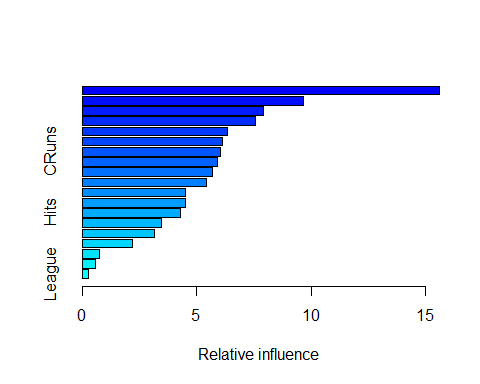 CRuns
Hits
League
0 5 10 15
Relative influence